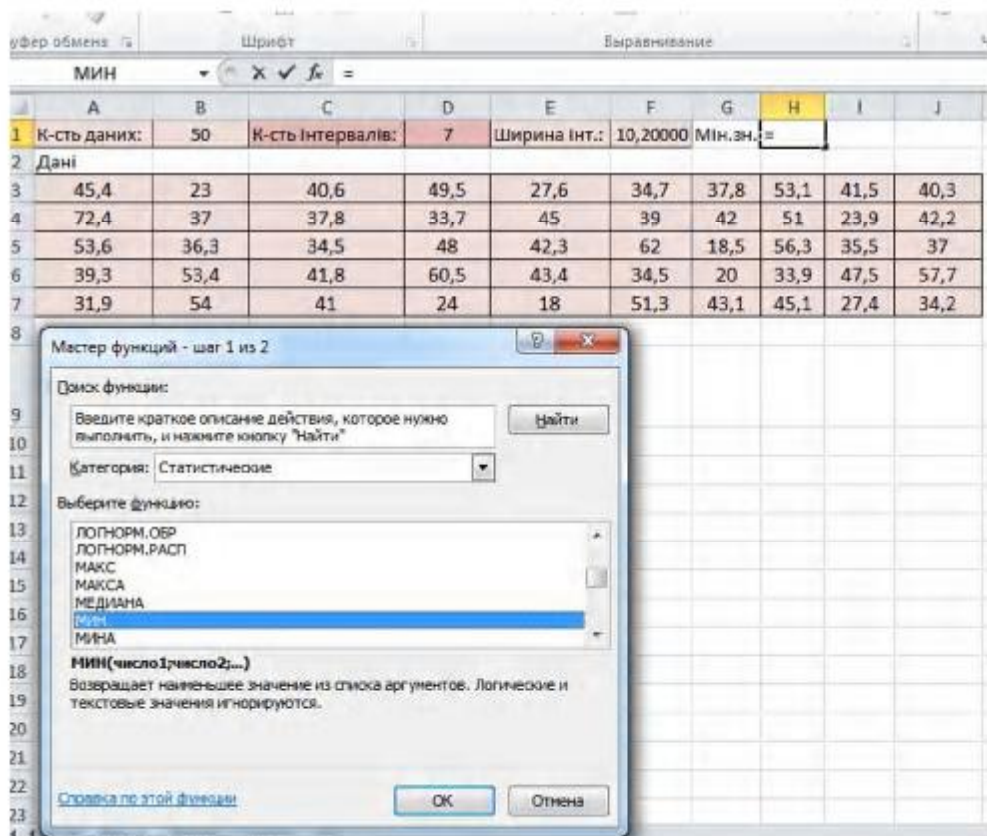 уфер обмена Шрифт Выравнивание
МИН fx =
A B C D E F G H I J
1 К-сть даних: 50 К-сть інтервалів: 7 Ширина інт.: 10,20000 Мін.зн. =
2 Дані
3 45,4 23 40,6 49,5 27,6 34,7 37,8 53,1 41,5 40,3
4 72,4 37 37,8 33,7 45 39 42 51 23,9 42,2
5 53,6 36,3 34,5 48 42,3 62 18,5 56,3 35,5 37
6 39,3 53,4 41,8 60,5 43,4 34,5 20 33,9 47,5 57,7
7 31,9 54 41 24 18 51,3 43,1 45,1 27,4 34,2
8
Мастер функций - шаг 1 из 2
Поиск функции:
9 Введите краткое описание действия, которое нужно Найти
10 выполнить, и нажмите кнопку "Найти"
11 Категория: Статистические
12 Выберите функцию:
13 ЛОГНОРМ.ОБР
ЛОГНОРМ.РАСП
14 МАКС
15 МАКСА
МЕДИАНА
16 МИН
17 МИНА
МИН(число1;число2;...)
18 Возвращает наименьшее значение из списка аргументов. Логические и
19 текстовые значения игнорируются.
20
21
22 Справка по этой функции ОК Отмена
23